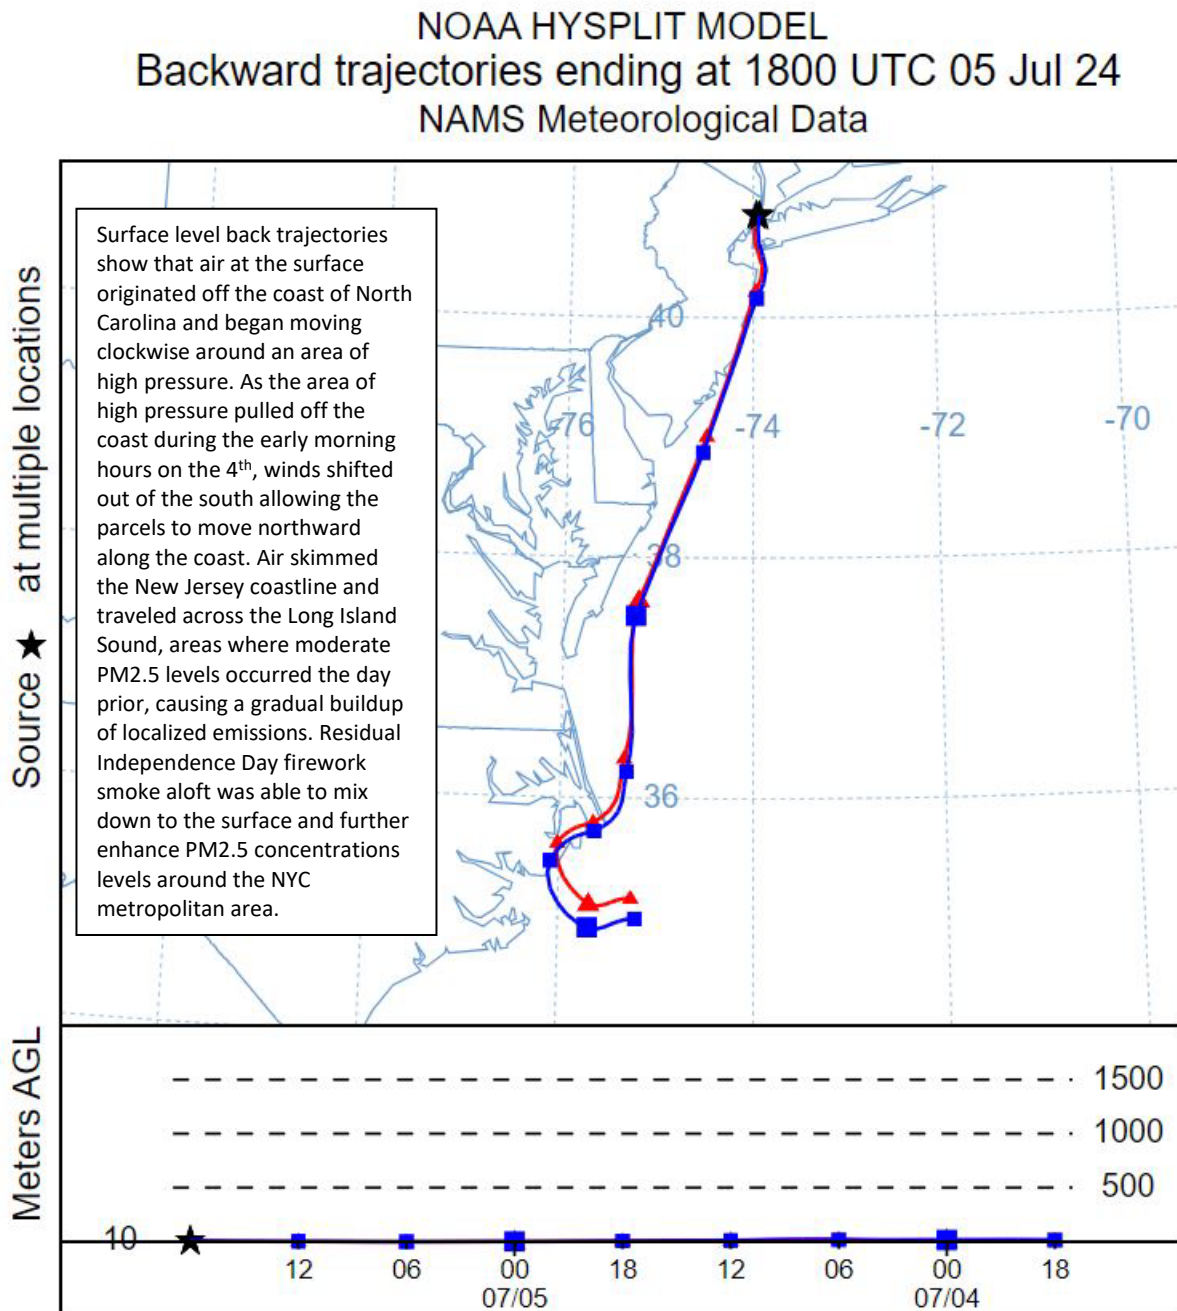 NOAA HYSPLIT MODEL
Backward trajectories ending at 1800 UTC 05 Jul 24
NAMS Meteorological Data
Source ★ at multiple locations
Surface level back trajectories
show that air at the surface
originated off the coast of North
Carolina and began moving
clockwise around an area of
high pressure. As the area of
high pressure pulled off the
coast during the early morning
hours on the 4th, winds shifted
out of the south allowing the
parcels to move northward
along the coast. Air skimmed
the New Jersey coastline and
traveled across the Long Island
Sound, areas where moderate
PM2.5 levels occurred the day
prior, causing a gradual buildup
of localized emissions. Residual
Independence Day firework
smoke aloft was able to mix
down to the surface and further
enhance PM2.5 concentrations
levels around the NYC
metropolitan area.
40
-76 -74 -72 -70
38
36
Meters AGL
1500
1000
500
10
12 06 00 18 12 06 00 18
07/05 07/04